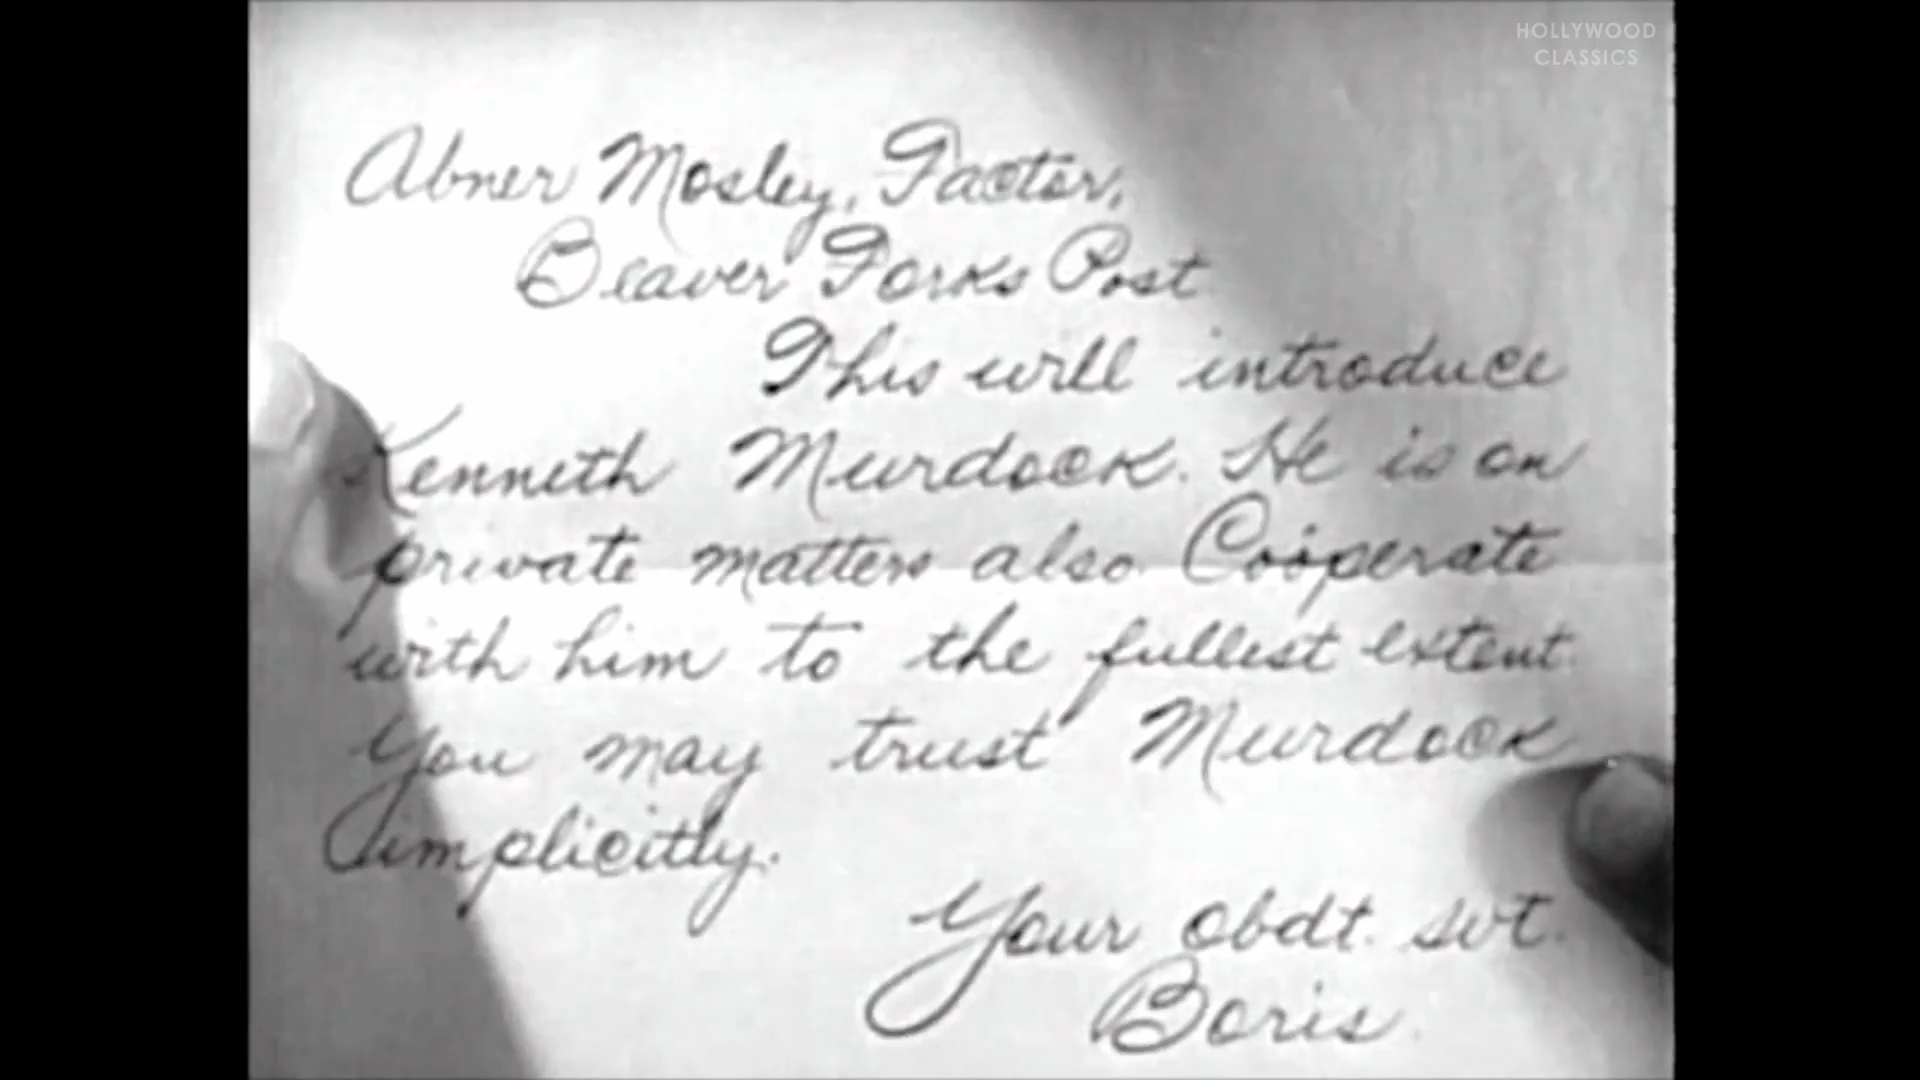 HOLLYWOOD
CLASSICS
Abner Mosley, Factor,
Beaver Forks Post
This will introduce
Kenneth Murdock. He is on
private matters also. Coöperate
with him to the fullest extent.
You may trust Murdock
implicitly.
Your obdt. svt.
Boris.